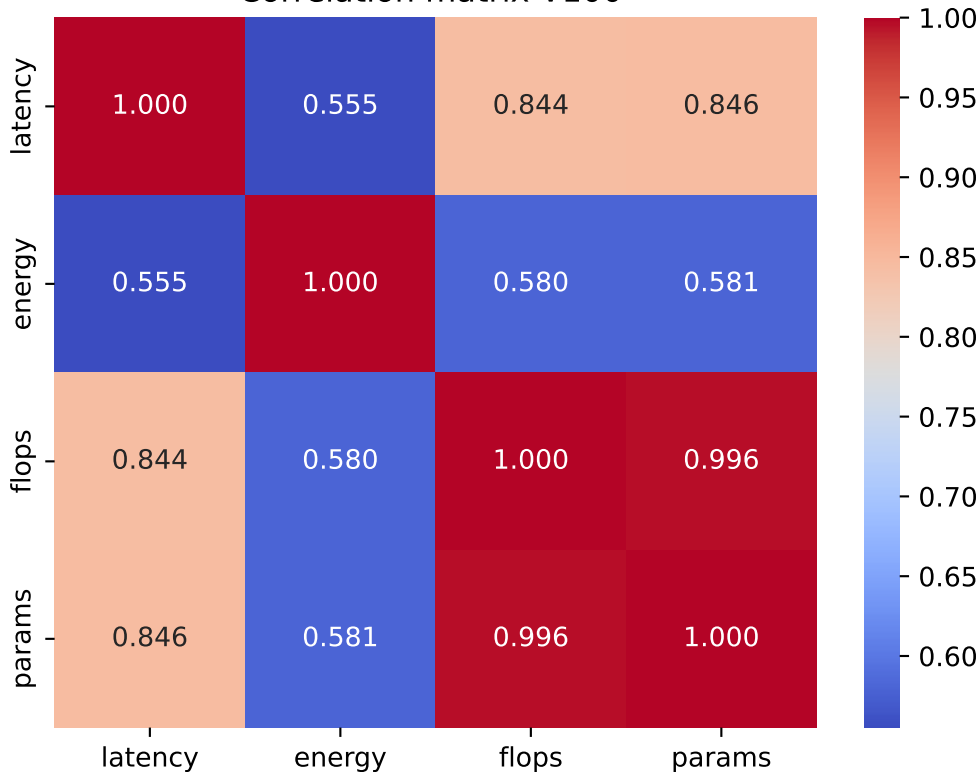 Correlation matrix V100
1.00
latency 1.000 0.555 0.844 0.846
0.95
0.90
energy 0.555 1.000 0.580 0.581
0.85
0.80
0.75
flops 0.844 0.580 1.000 0.996
0.70
0.65
params 0.846 0.581 0.996 1.000
0.60
latency energy flops params